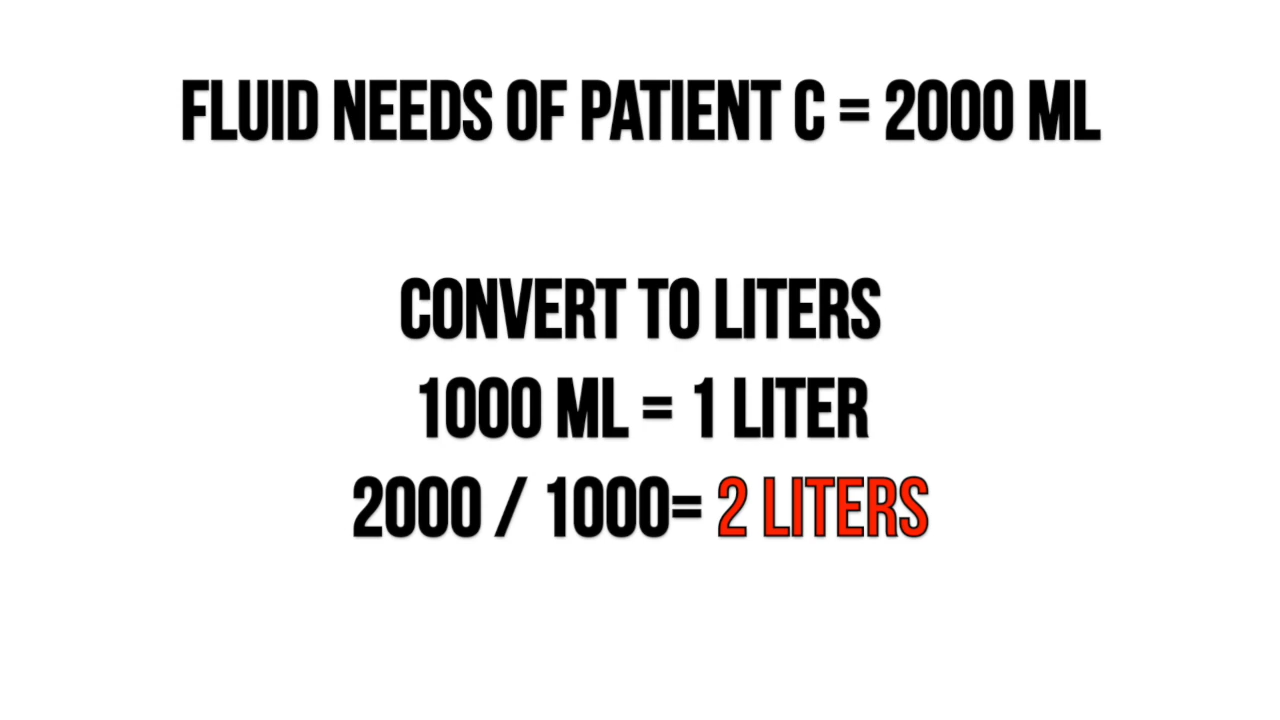 FLUID NEEDS OF PATIENT C = 2000 ML
CONVERT TO LITERS
1000 ML = 1 LITER
2000 / 1000= 2 LITERS